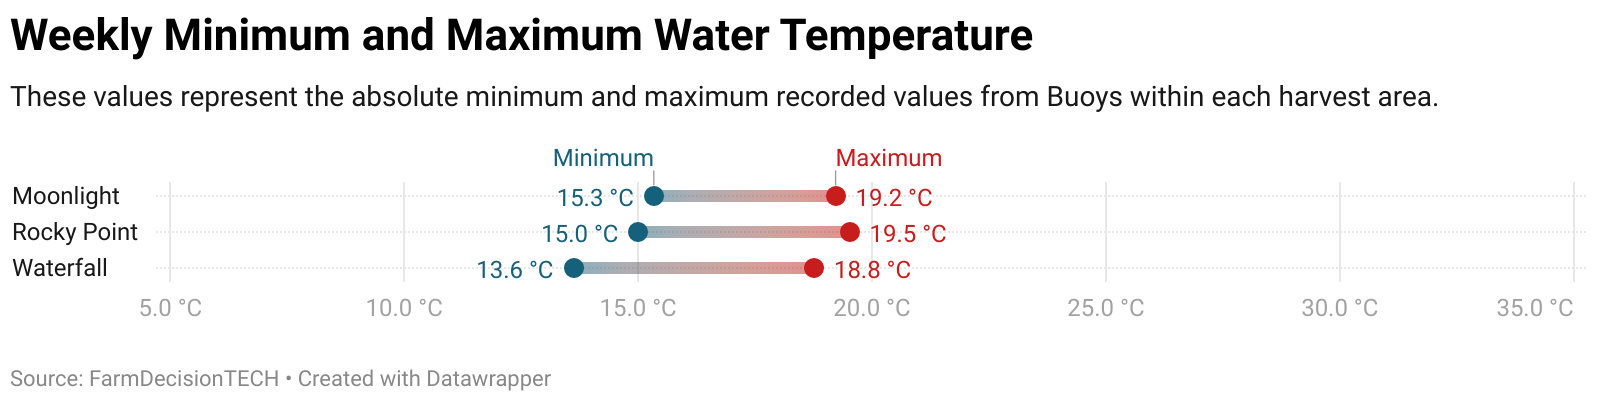 Weekly Minimum and Maximum Water Temperature
These values represent the absolute minimum and maximum recorded values from Buoys within each harvest area.
Minimum Maximum
Moonlight 15.3 °C 19.2 °C
Rocky Point 15.0 °C 19.5 °C
Waterfall 13.6 °C 18.8 °C
5.0 °C 10.0 °C 15.0 °C 20.0 °C 25.0 °C 30.0 °C 35.0 °C
Source: FarmDecisionTECH • Created with Datawrapper